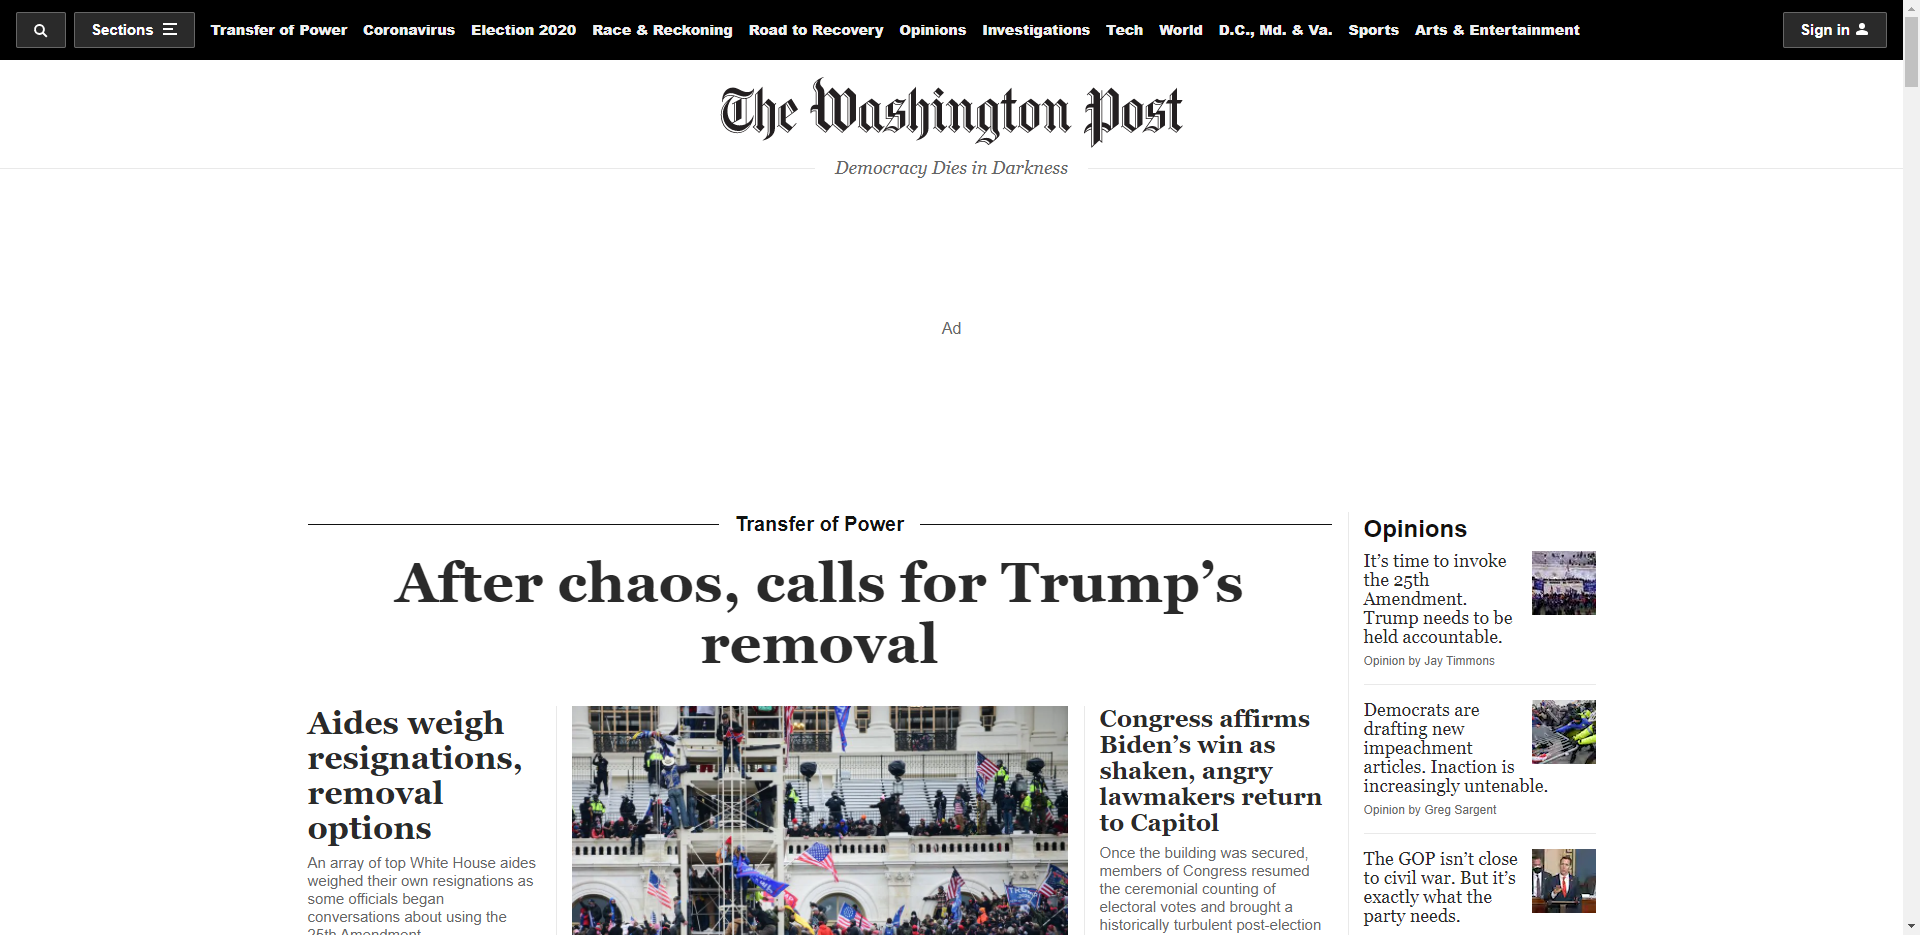 Sections
Transfer of Power
Coronavirus
Election 2020
Race & Reckoning
Road to Recovery
Opinions
Investigations
Tech
World
D.C., Md. & Va.
Sports
Arts & Entertainment
Sign in
The Washington Post
Democracy Dies in Darkness
Ad
Transfer of Power
After chaos, calls for Trump’s
removal
Aides weigh
resignations,
removal
options
An array of top White House aides
weighed their own resignations as
some officials began
conversations about using the
25th Amendment
TRUMP
Congress affirms
Biden’s win as
shaken, angry
lawmakers return
to Capitol
Once the building was secured,
members of Congress resumed
the ceremonial counting of
electoral votes and brought a
historically turbulent post-election
Opinions
It’s time to invoke
the 25th
Amendment.
Trump needs to be
held accountable.
Opinion by Jay Timmons
Democrats are
drafting new
impeachment
articles. Inaction is
increasingly untenable.
Opinion by Greg Sargent
The GOP isn’t close
to civil war. But it’s
exactly what the
party needs.